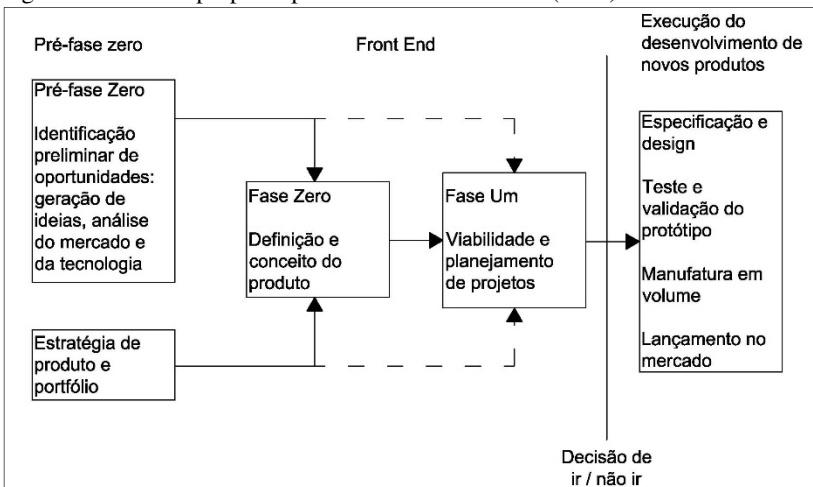 Pré-fase zero
Front End
Execução do
desenvolvimento de
novos produtos
Pré-fase Zero
Identificação
preliminar de
oportunidades:
geração de
ideias, análise
do mercado e
da tecnologia
Estratégia de
produto e
portfólio
Fase Zero
Definição e
conceito do
produto
Fase Um
Viabilidade e
planejamento
de projetos
Especificação e
design
Teste e
validação do
protótipo
Manufatura em
volume
Lançamento no
mercado
Decisão de
ir / não ir